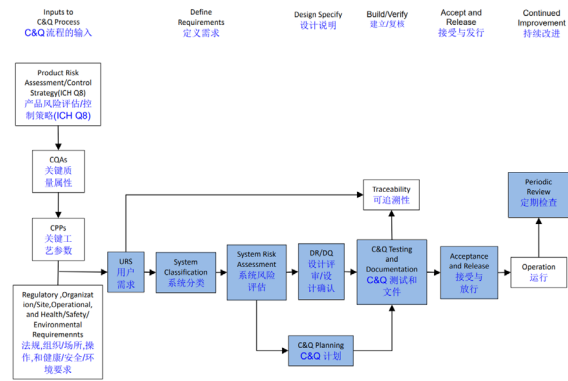 Inputs to
C&Q Process
C&Q 流程的输入
Define
Requirements
定义需求
Design Specify
设计说明
Build/Verify
建立/复核
Accept and
Release
接受与发行
Continued
Improvement
持续改进
Product Risk
Assessment/Control
Strategy(ICH Q8)
产品风险评估/控
制策略(ICH Q8)
CQAs
关键质
量属性
CPPs
关键工
艺参数
Regulatory ,Organizat
ion/Site,Operational,
and Health/Safety/
Environmental
Requiremennts
法规,组织/场所,操
作,和健康/安全/环
境要求
URS
用户
需求
System
Classification
系统分类
System Risk
Assessment
系统风险
评估
DR/DQ
设计评
审/设
计确认
C&Q Planning
C&Q 计划
Traceability
可追溯性
C&Q Testing
and
Documentation
C&Q 测试和
文件
Acceptance
and Release
接受与
放行
Periodic
Review
定期检查
Operation
运行